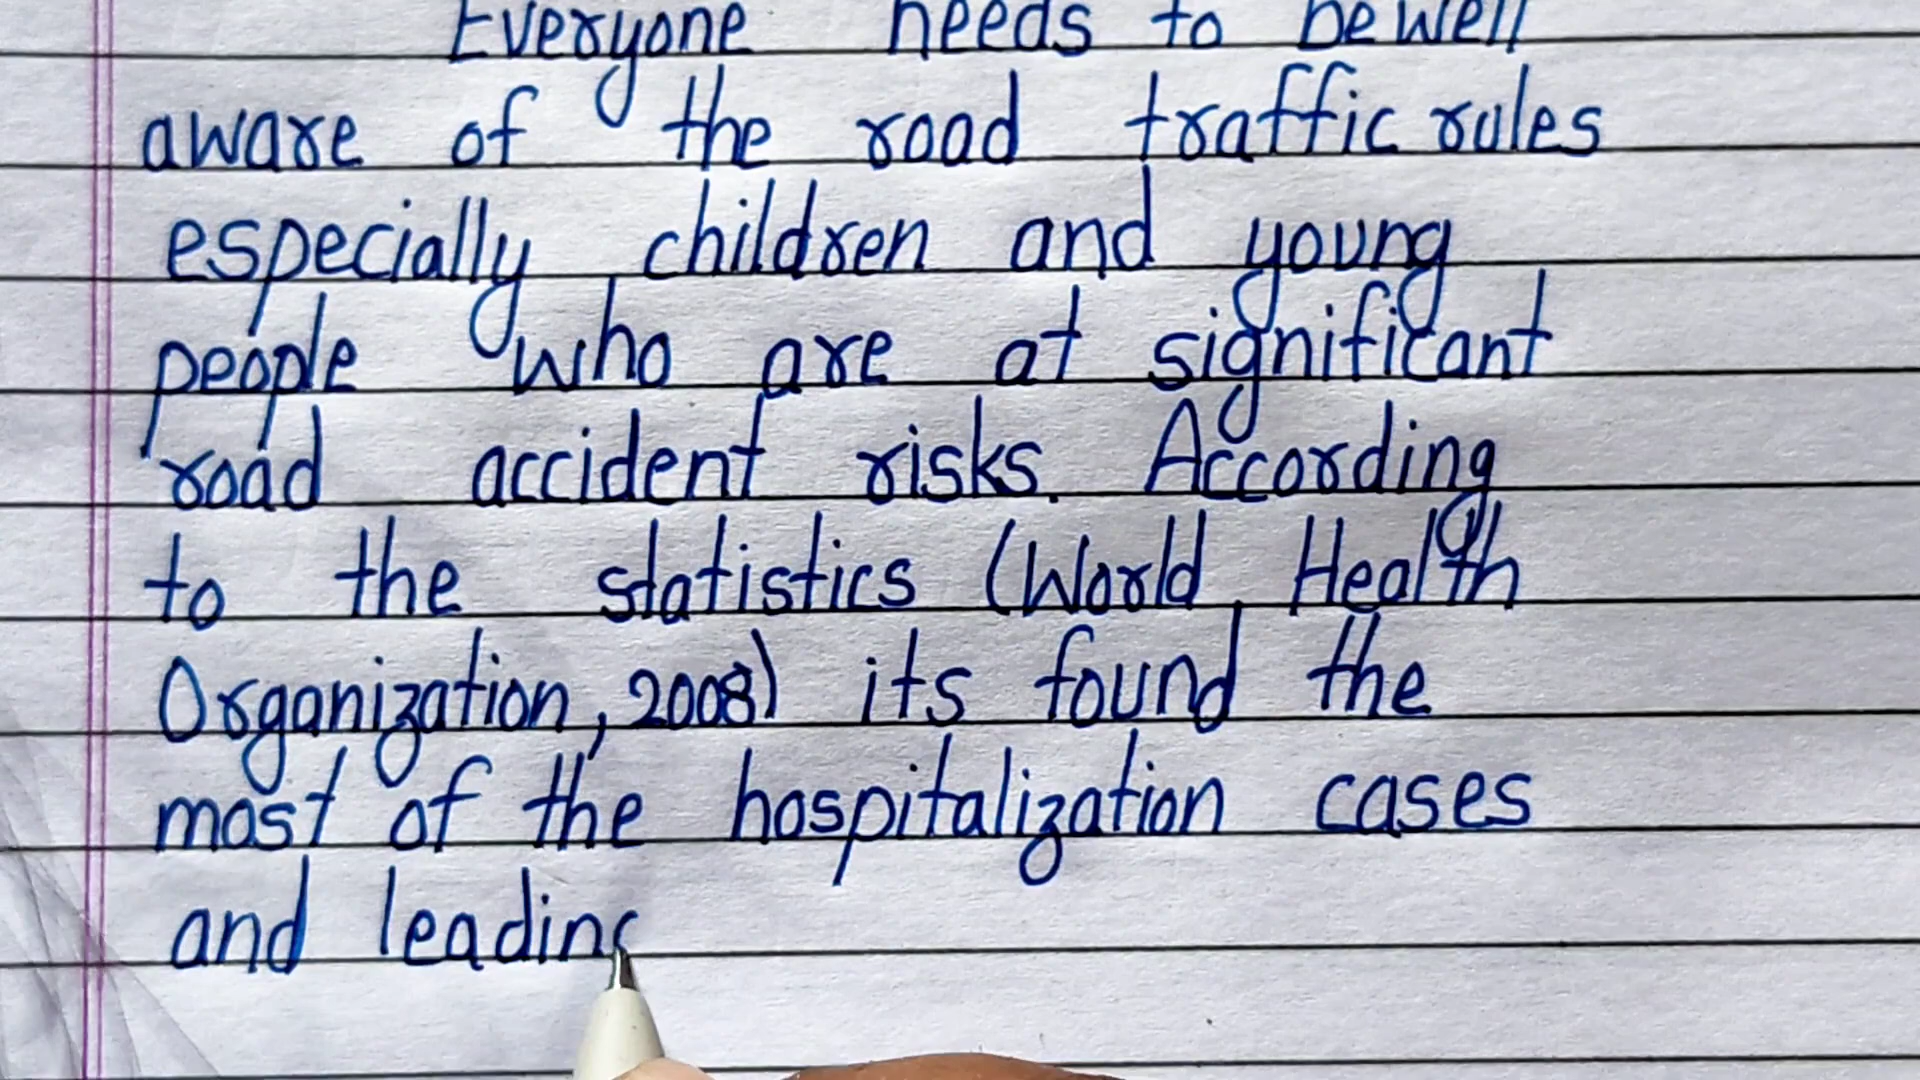 Everyone needs to be well
aware of the road traffic rules
especially children and young
people who are at significant
road accident risks. According
to the statistics (World Health
Organization, 2008) its found the
most of the hospitalization cases
and leading